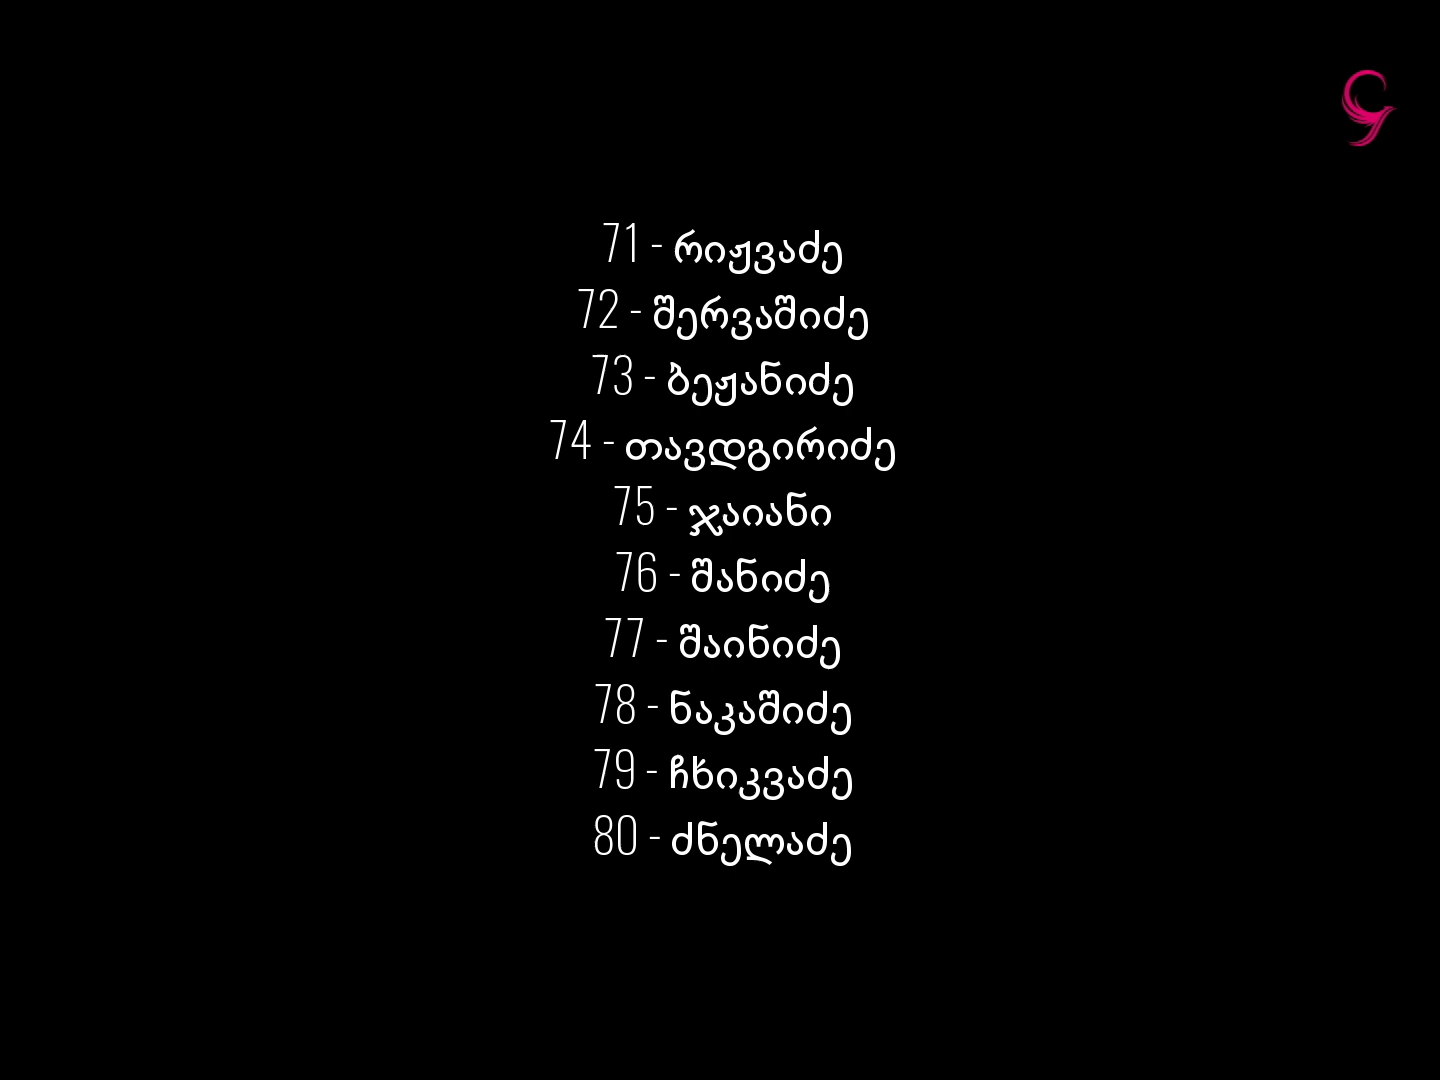 71 - რიჟვაძე
72 - შერვაშიძე
73 - ბეჟანიძე
74 - თავდგირიძე
75 - ჯაიანი
76 - შანიძე
77 - შაინიძე
78 - ნაკაშიძე
79 - ჩხიკვაძე
80 - ძნელაძე